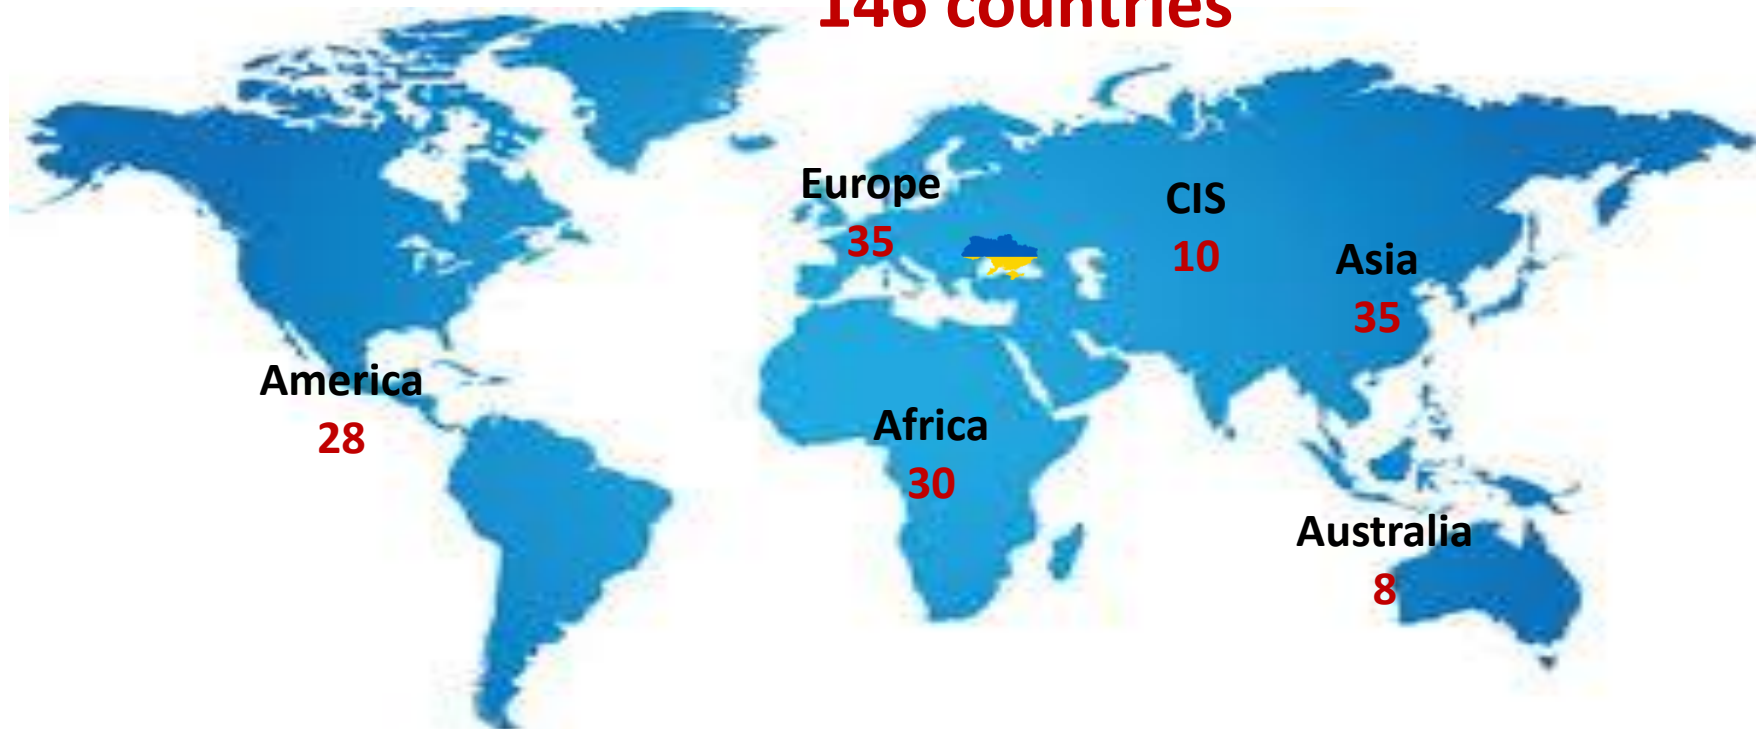 146 countries
Europe
35
CIS
10
Asia
35
America
28
Africa
30
Australia
8